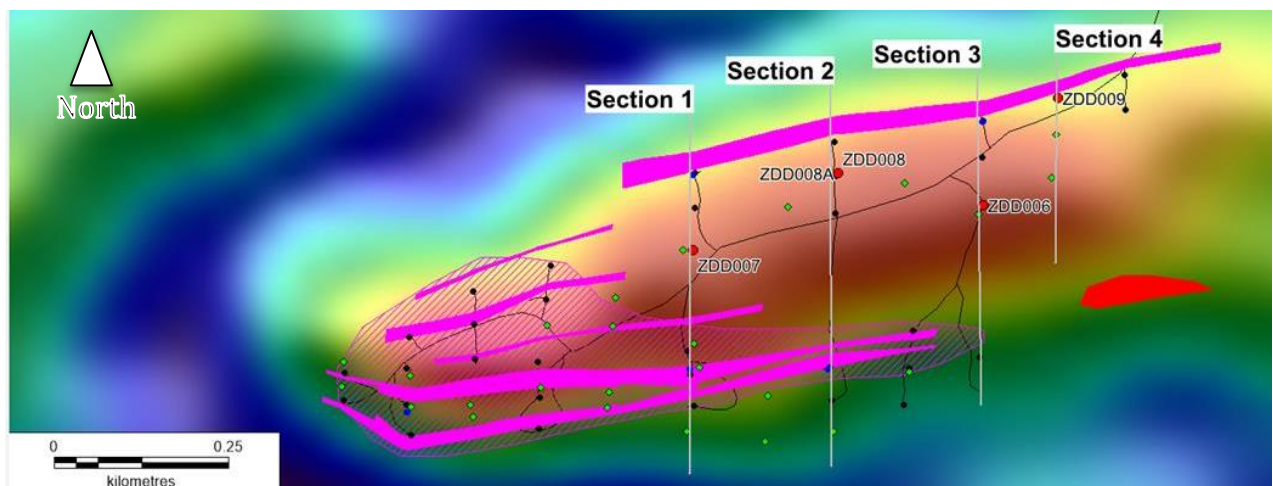 North
Section 1
Section 2
Section 3
Section 4
ZDD009
ZDD008
ZDD008A
ZDD006
ZDD007
0 0.25
kilometres